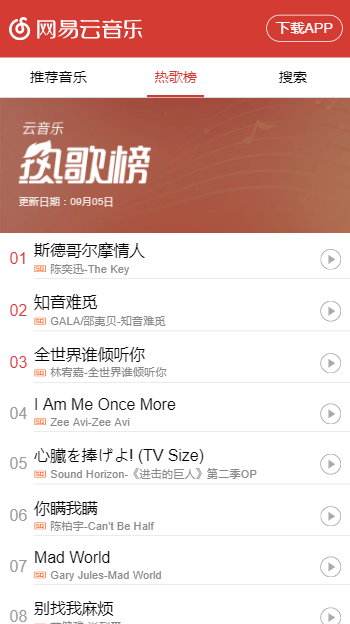 网易云音乐
下载APP
推荐音乐
热歌榜
搜索
云音乐
热歌榜
更新日期：09月05日
01
斯德哥尔摩情人
SQ 陈奕迅-The Key
02
知音难觅
SQ GALA/邵夷贝-知音难觅
03
全世界谁倾听你
SQ 林宥嘉-全世界谁倾听你
04
I Am Me Once More
SQ Zee Avi-Zee Avi
05
心臓を捧げよ! (TV Size)
SQ Sound Horizon-《进击的巨人》第二季OP
06
你瞒我瞒
SQ 陈柏宇-Can't Be Half
07
Mad World
SQ Gary Jules-Mad World
08
别找我麻烦